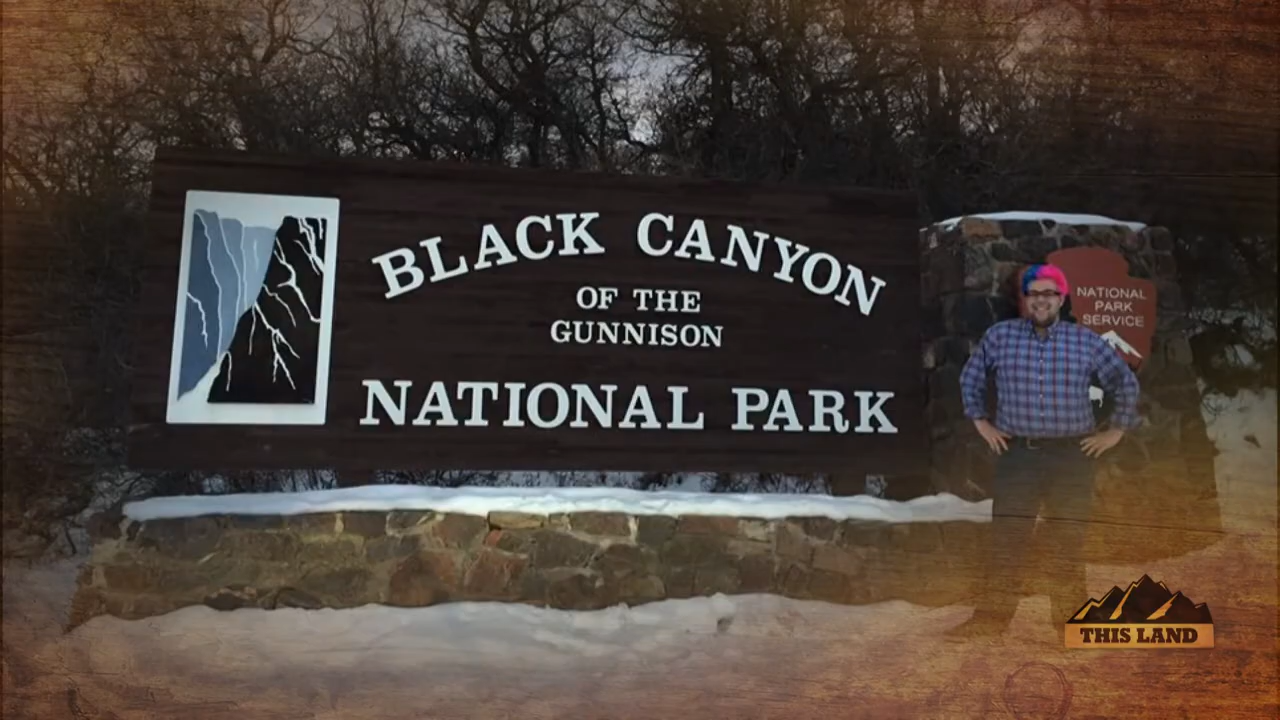 BLACK CANYON
OF THE
GUNNISON
NATIONAL PARK
NATIONAL
PARK
SERVICE
THIS LAND